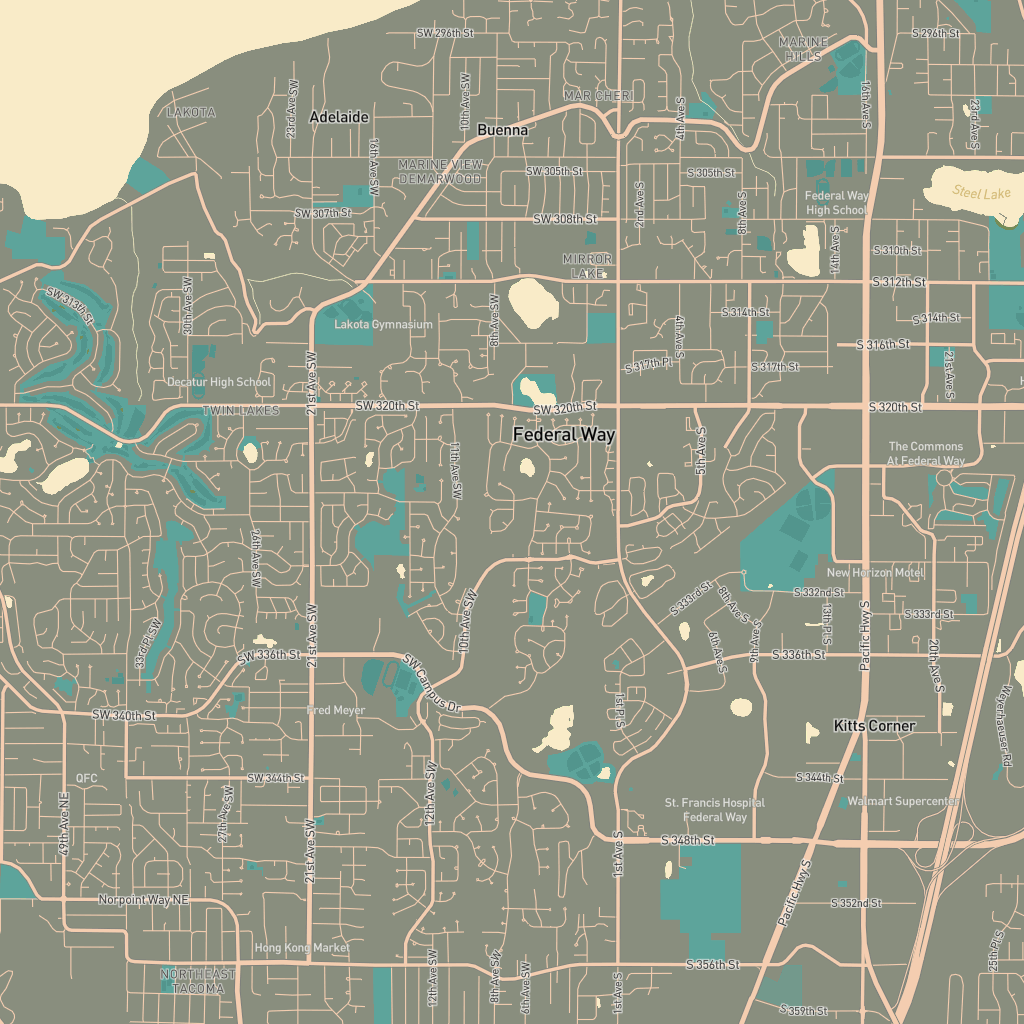 SW 296th St
S 296th St
MARINE
HILLS
23rd Ave SW
10th Ave SW
16th Ave S
23rd Ave S
MAR CHERI
4th Ave S
LAKOTA
Adelaide
Buenna
16th Ave SW
MARINE VIEW
DEMARWOOD
SW 305th St
S 305th St
Steel Lake
SW 307th St
SW 308th St
2nd Ave S
8th Ave S
Federal Way
High School
14th Ave S
S 310th St
MIRROR
LAKE
S 312th St
SW 313th St
30th Ave SW
8th Ave SW
S 314th St
S 314th St
Lakota Gymnasium
4th Ave S
S 316th St
S 317th Pl
S 317th St
21st Ave S
21st Ave SW
Decatur High School
TWIN LAKES
SW 320th St
SW 320th St
S 320th St
Federal Way
5th Ave S
The Commons
At Federal Way
11th Ave SW
26th Ave SW
New Horizon Motel
S 332nd St
S 333rd St
8th Ave S
S 333rd St
13th Pl S
10th Ave SW
21st Ave SW
33rd Pl SW
SW 336th St
6th Ave S
9th Ave S
S 336th St
Pacific Hwy S
20th Ave S
SW Campus Dr
Fred Meyer
1st Pl S
Weyerhaeuser Rd
SW 340th St
Kitts Corner
QFC
SW 344th St
S 344th St
49th Ave NE
27th Ave SW
21st Ave SW
12th Ave SW
St. Francis Hospital
Federal Way
Walmart Supercenter
1st Ave S
S 348th St
Pacific Hwy S
Norpoint Way NE
S 352nd St
Hong Kong Market
25th Pl S
NORTHEAST
TACOMA
12th Ave SW
8th Ave SW
6th Ave SW
1st Ave S
S 356th St
S 359th St